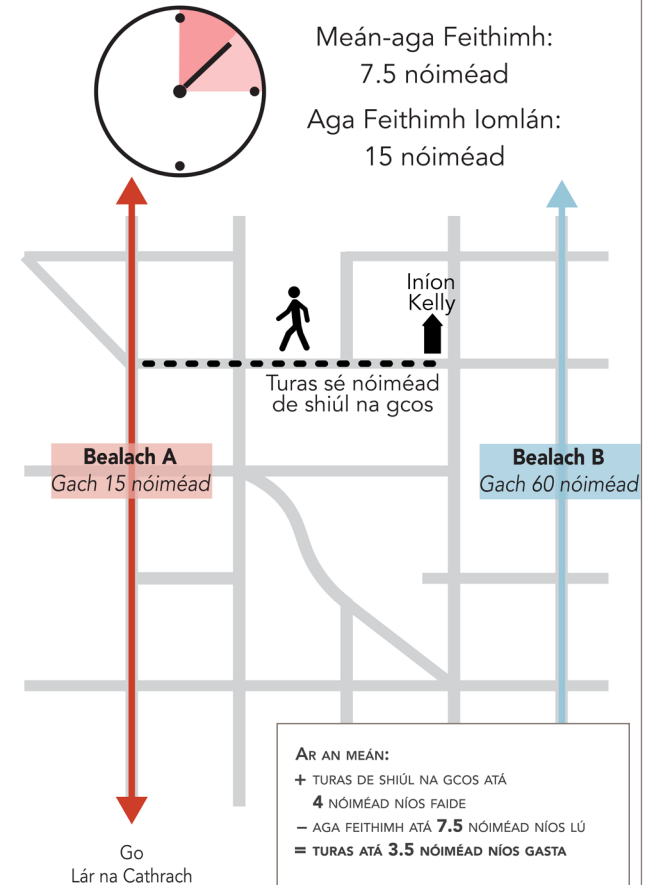 Meán-aga Feithimh:
7.5 nóiméad
Aga Feithimh Iomlán:
15 nóiméad
Iníon
Kelly
Turas sé nóiméad
de shiúl na gcos
Bealach A
Gach 15 nóiméad
Bealach B
Gach 60 nóiméad
Ar an meán:
+ turas de shiúl na gcos atá
4 nóiméad níos faide
– aga feithimh atá 7.5 nóiméad níos lú
= turas atá 3.5 nóiméad níos gasta
Go
Lár na Cathrach